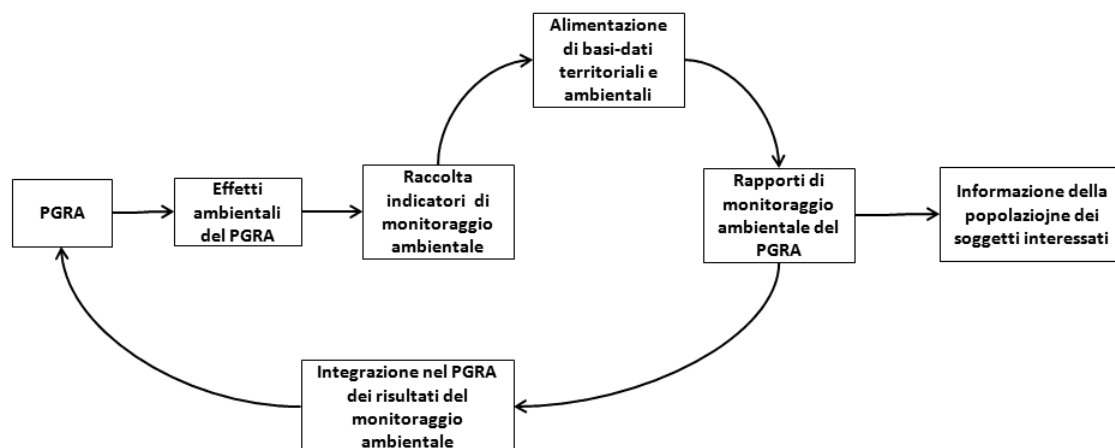 PGRA
Effetti
ambientali
del PGRA
Raccolta
indicatori di
monitoraggio
ambientale
Alimentazione
di basi-dati
territoriali e
ambientali
Rapporti di
monitoraggio
ambientale del
PGRA
Informazione della
popolaziojne dei
soggetti interessati
Integrazione nel PGRA
dei risultati del
monitoraggio
ambientale